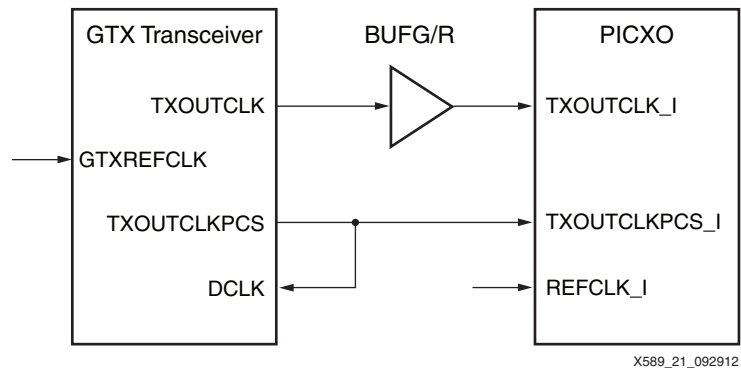 GTX Transceiver
BUFG/R
PICXO
TXOUTCLK
TXOUTCLK_I
GTXREFCLK
TXOUTCLKPCS
TXOUTCLKPCS_I
DCLK
REFCLK_I
X589_21_092912